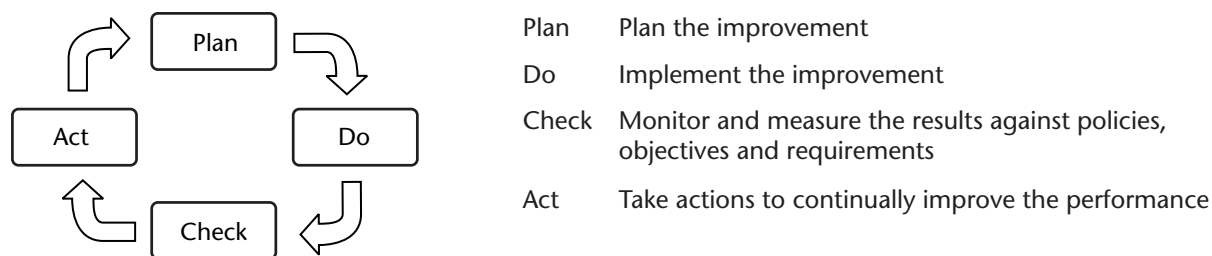 Plan
Do
Check
Act
Plan Plan the improvement
Do Implement the improvement
Check Monitor and measure the results against policies,
objectives and requirements
Act Take actions to continually improve the performance